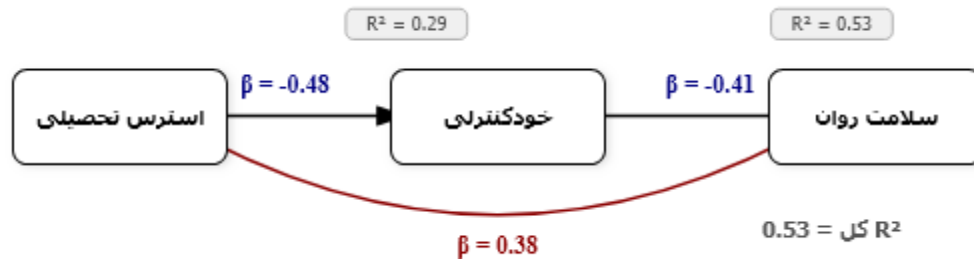 R² = 0.29
R² = 0.53
β = -0.48
β = -0.41
استرس تحصیلی
خودکنترلی
سلامت روان
β = 0.38
R² کل = 0.53